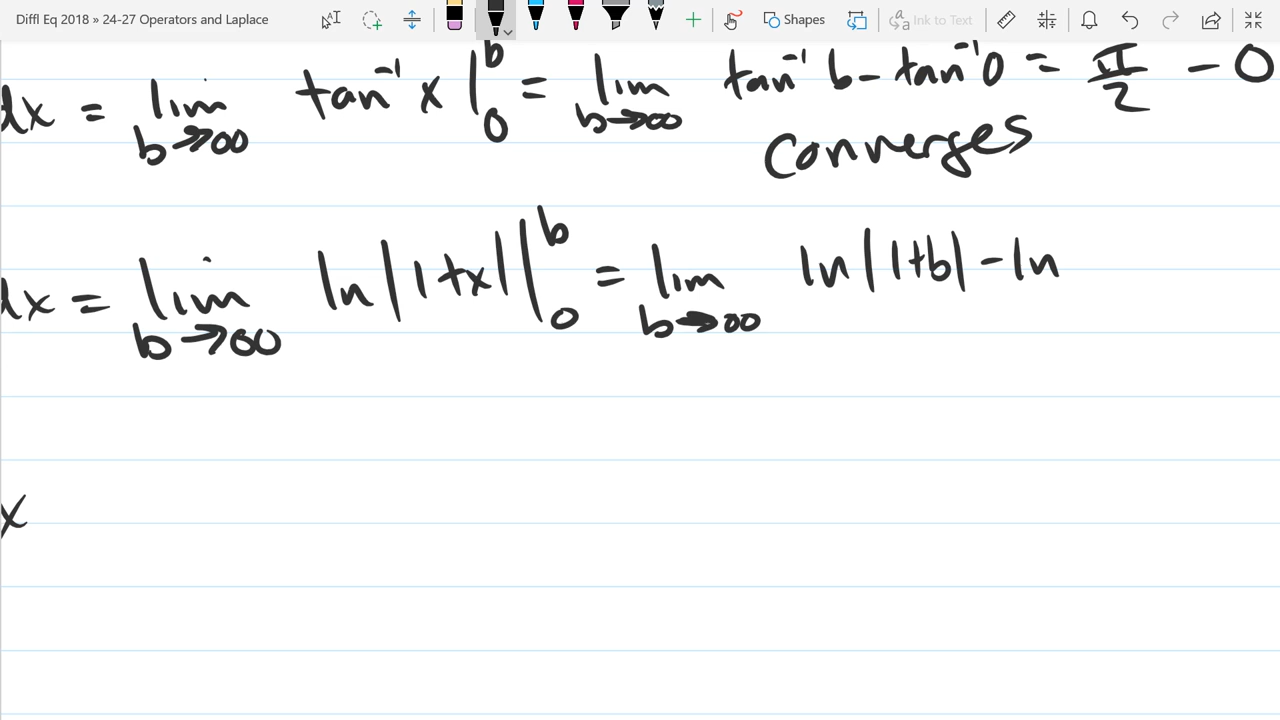 Diffl Eq 2018 » 24-27 Operators and Laplace
Shapes
Ink to Text
dx = lim b→∞ tan⁻¹ x |₀ᵇ = lim b→∞ tan⁻¹ b - tan⁻¹ 0 = π/2 - 0
Converges
dx = lim b→∞ ln|1+x| |₀ᵇ = lim b→∞ ln|1+b| - ln
x